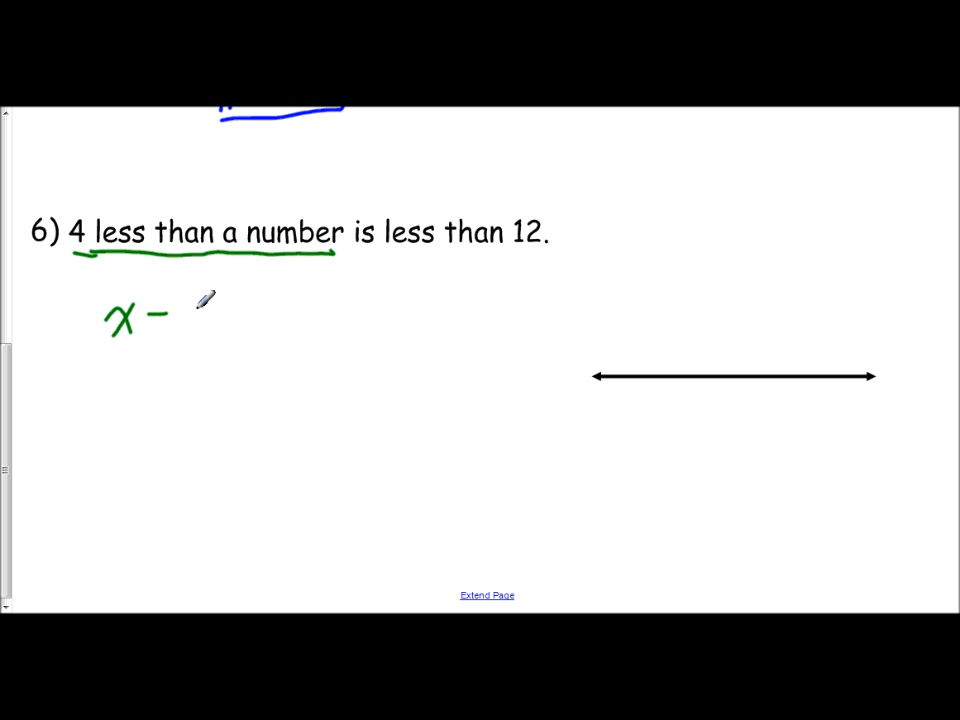 6) 4 less than a number is less than 12.
x −
Extend Page